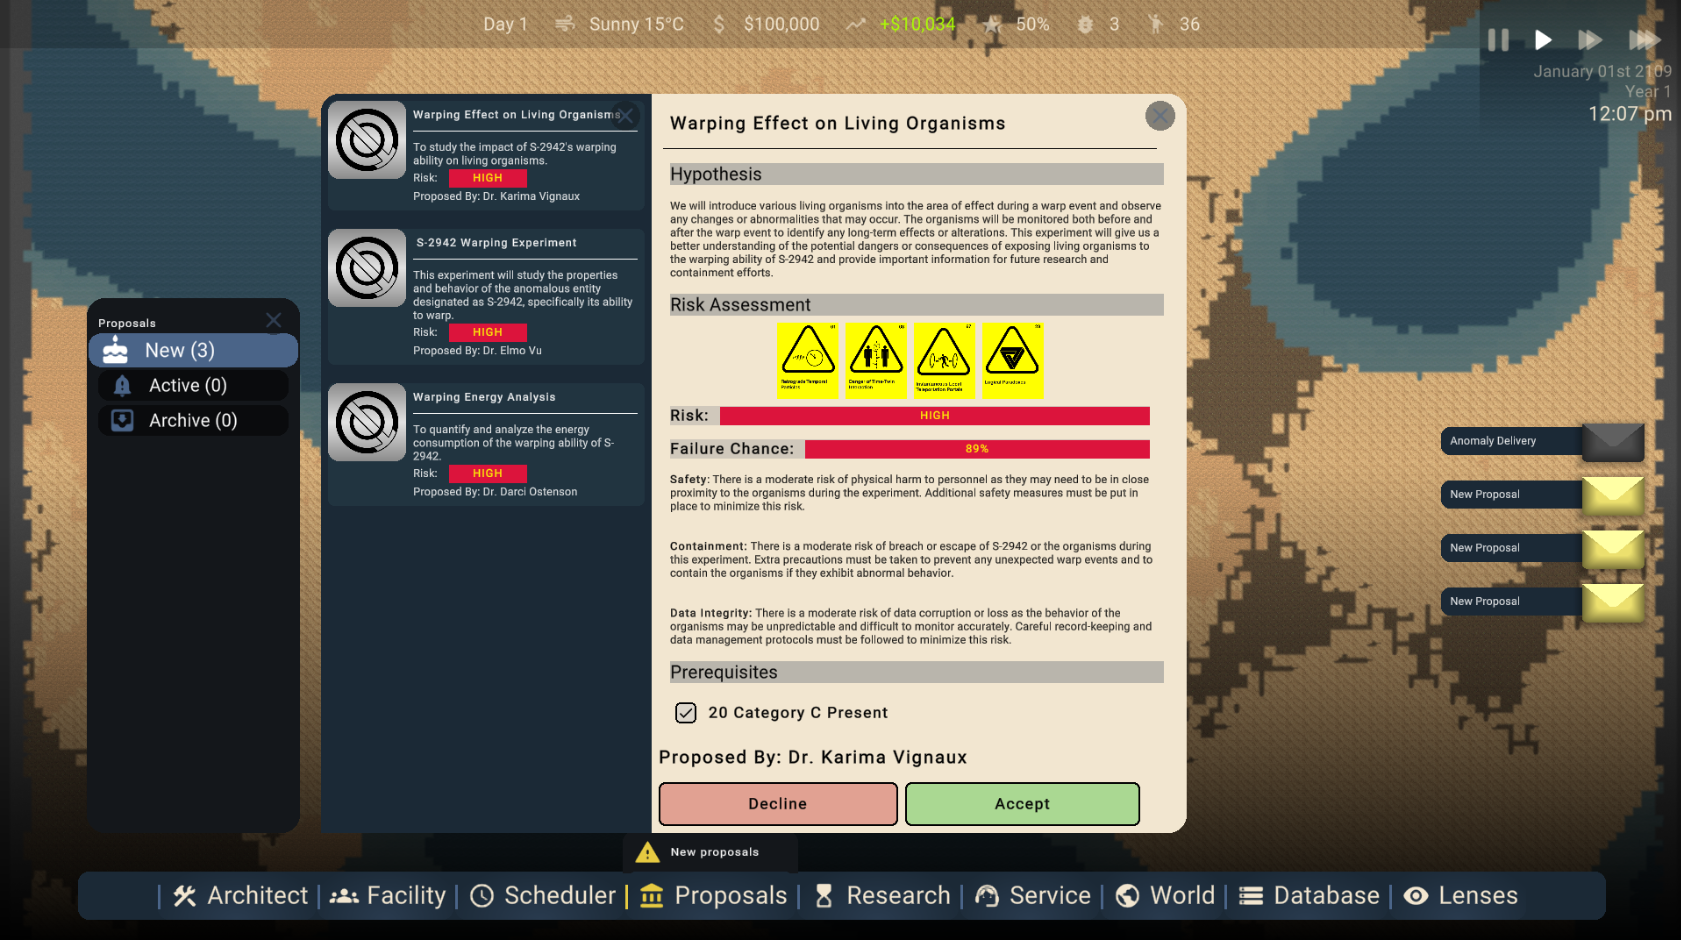 Day 1 Sunny 15°C $ $100,000 +$10,034 50% 3 36
January 01st 2109
Year 1
12:07 pm
Proposals
New (3)
Active (0)
Archive (0)
Warping Effect on Living Organisms
To study the impact of S-2942's warping
ability on living organisms.
Risk: HIGH
Proposed By: Dr. Karima Vignaux
S-2942 Warping Experiment
This experiment will study the properties
and behavior of the anomalous entity
designated as S-2942, specifically its ability
to warp.
Risk: HIGH
Proposed By: Dr. Elmo Vu
Warping Energy Analysis
To quantify and analyze the energy
consumption of the warping ability of S-
2942.
Risk: HIGH
Proposed By: Dr. Darci Ostenson
Warping Effect on Living Organisms
Hypothesis
We will introduce various living organisms into the area of effect during a warp event and observe
any changes or abnormalities that may occur. The organisms will be monitored both before and
after the warp event to identify any long-term effects or alterations. This experiment will give us a
better understanding of the potential dangers or consequences of exposing living organisms to
the warping ability of S-2942 and provide important information for future research and
containment efforts.
Risk Assessment
Retrograde Temporal
Portions
Danger of Time-Twin
Intrusion
Instantaneous Local
Teleportation Portals
Logical Paradoxes
Risk: HIGH
Failure Chance: 89%
Safety: There is a moderate risk of physical harm to personnel as they may need to be in close
proximity to the organisms during the experiment. Additional safety measures must be put in
place to minimize this risk.
Containment: There is a moderate risk of breach or escape of S-2942 or the organisms during
this experiment. Extra precautions must be taken to prevent any unexpected warp events and to
contain the organisms if they exhibit abnormal behavior.
Data Integrity: There is a moderate risk of data corruption or loss as the behavior of the
organisms may be unpredictable and difficult to monitor accurately. Careful record-keeping and
data management protocols must be followed to minimize this risk.
Prerequisites
20 Category C Present
Proposed By: Dr. Karima Vignaux
Decline
Accept
Anomaly Delivery
New Proposal
New Proposal
New Proposal
New proposals
Architect
Facility
Scheduler
Proposals
Research
Service
World
Database
Lenses